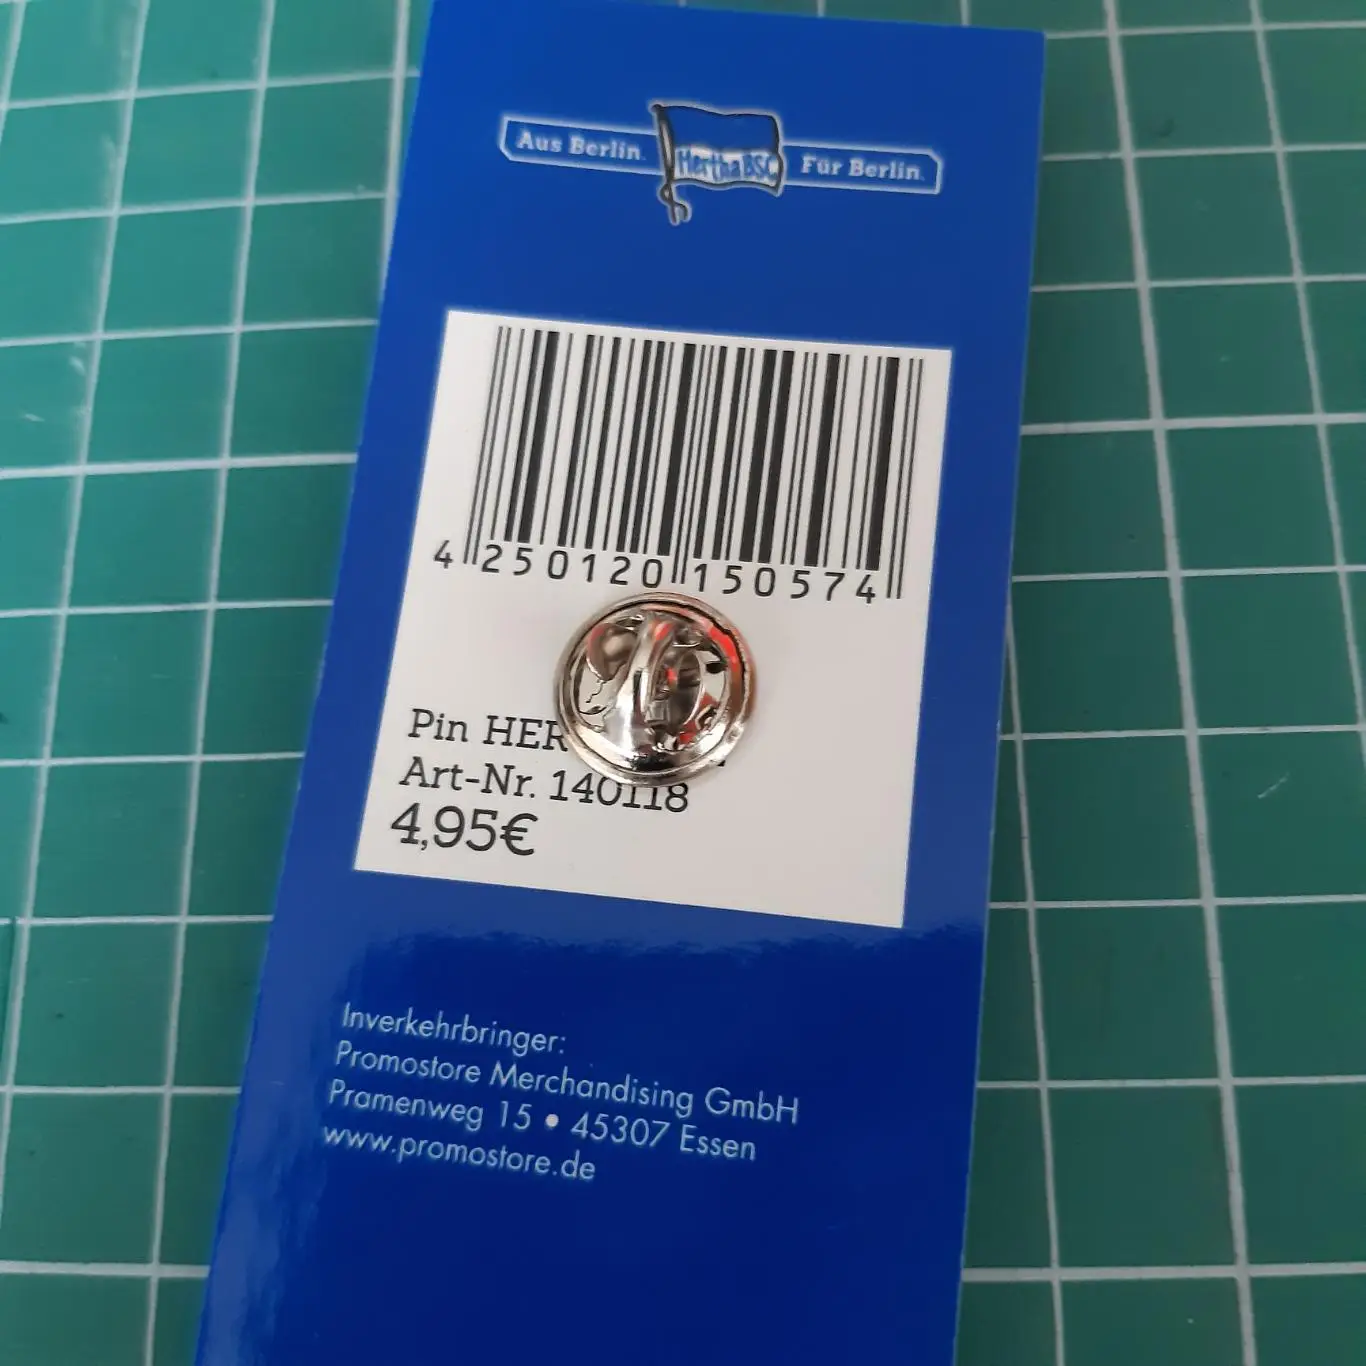 Aus Berlin. Hertha BSC Für Berlin.
4 250120 150574
Pin HER
Art-Nr. 140118
4,95€
Inverkehrbringer:
Promostore Merchandising GmbH
Pramenweg 15 • 45307 Essen
www.promostore.de